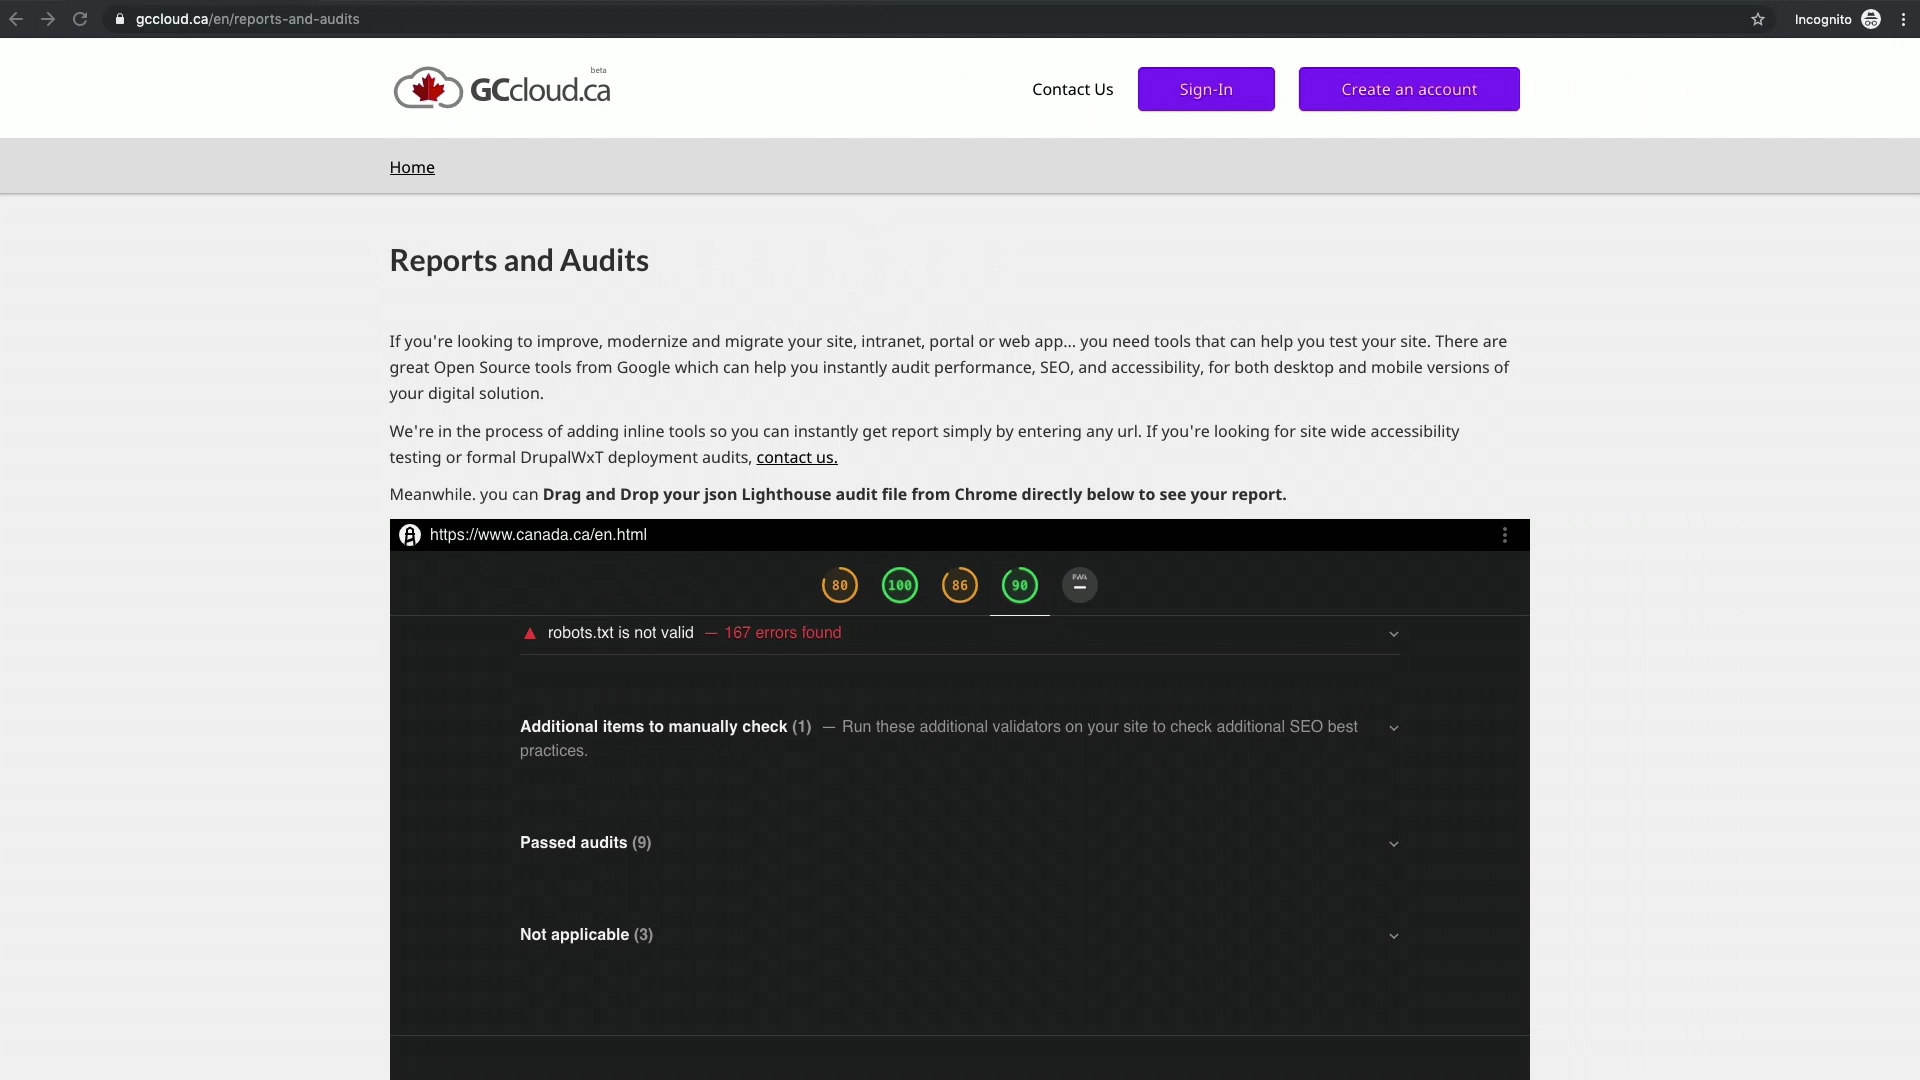 gccloud.ca/en/reports-and-audits
Incognito
beta
GCcloud.ca
Contact Us
Sign-In
Create an account
Home
Reports and Audits
If you're looking to improve, modernize and migrate your site, intranet, portal or web app... you need tools that can help you test your site. There are
great Open Source tools from Google which can help you instantly audit performance, SEO, and accessibility, for both desktop and mobile versions of
your digital solution.
We're in the process of adding inline tools so you can instantly get report simply by entering any url. If you're looking for site wide accessibility
testing or formal DrupalWxT deployment audits, contact us.
Meanwhile. you can Drag and Drop your json Lighthouse audit file from Chrome directly below to see your report.
https://www.canada.ca/en.html
80 100 86 90 PWA
robots.txt is not valid — 167 errors found
Additional items to manually check (1) — Run these additional validators on your site to check additional SEO best
practices.
Passed audits (9)
Not applicable (3)